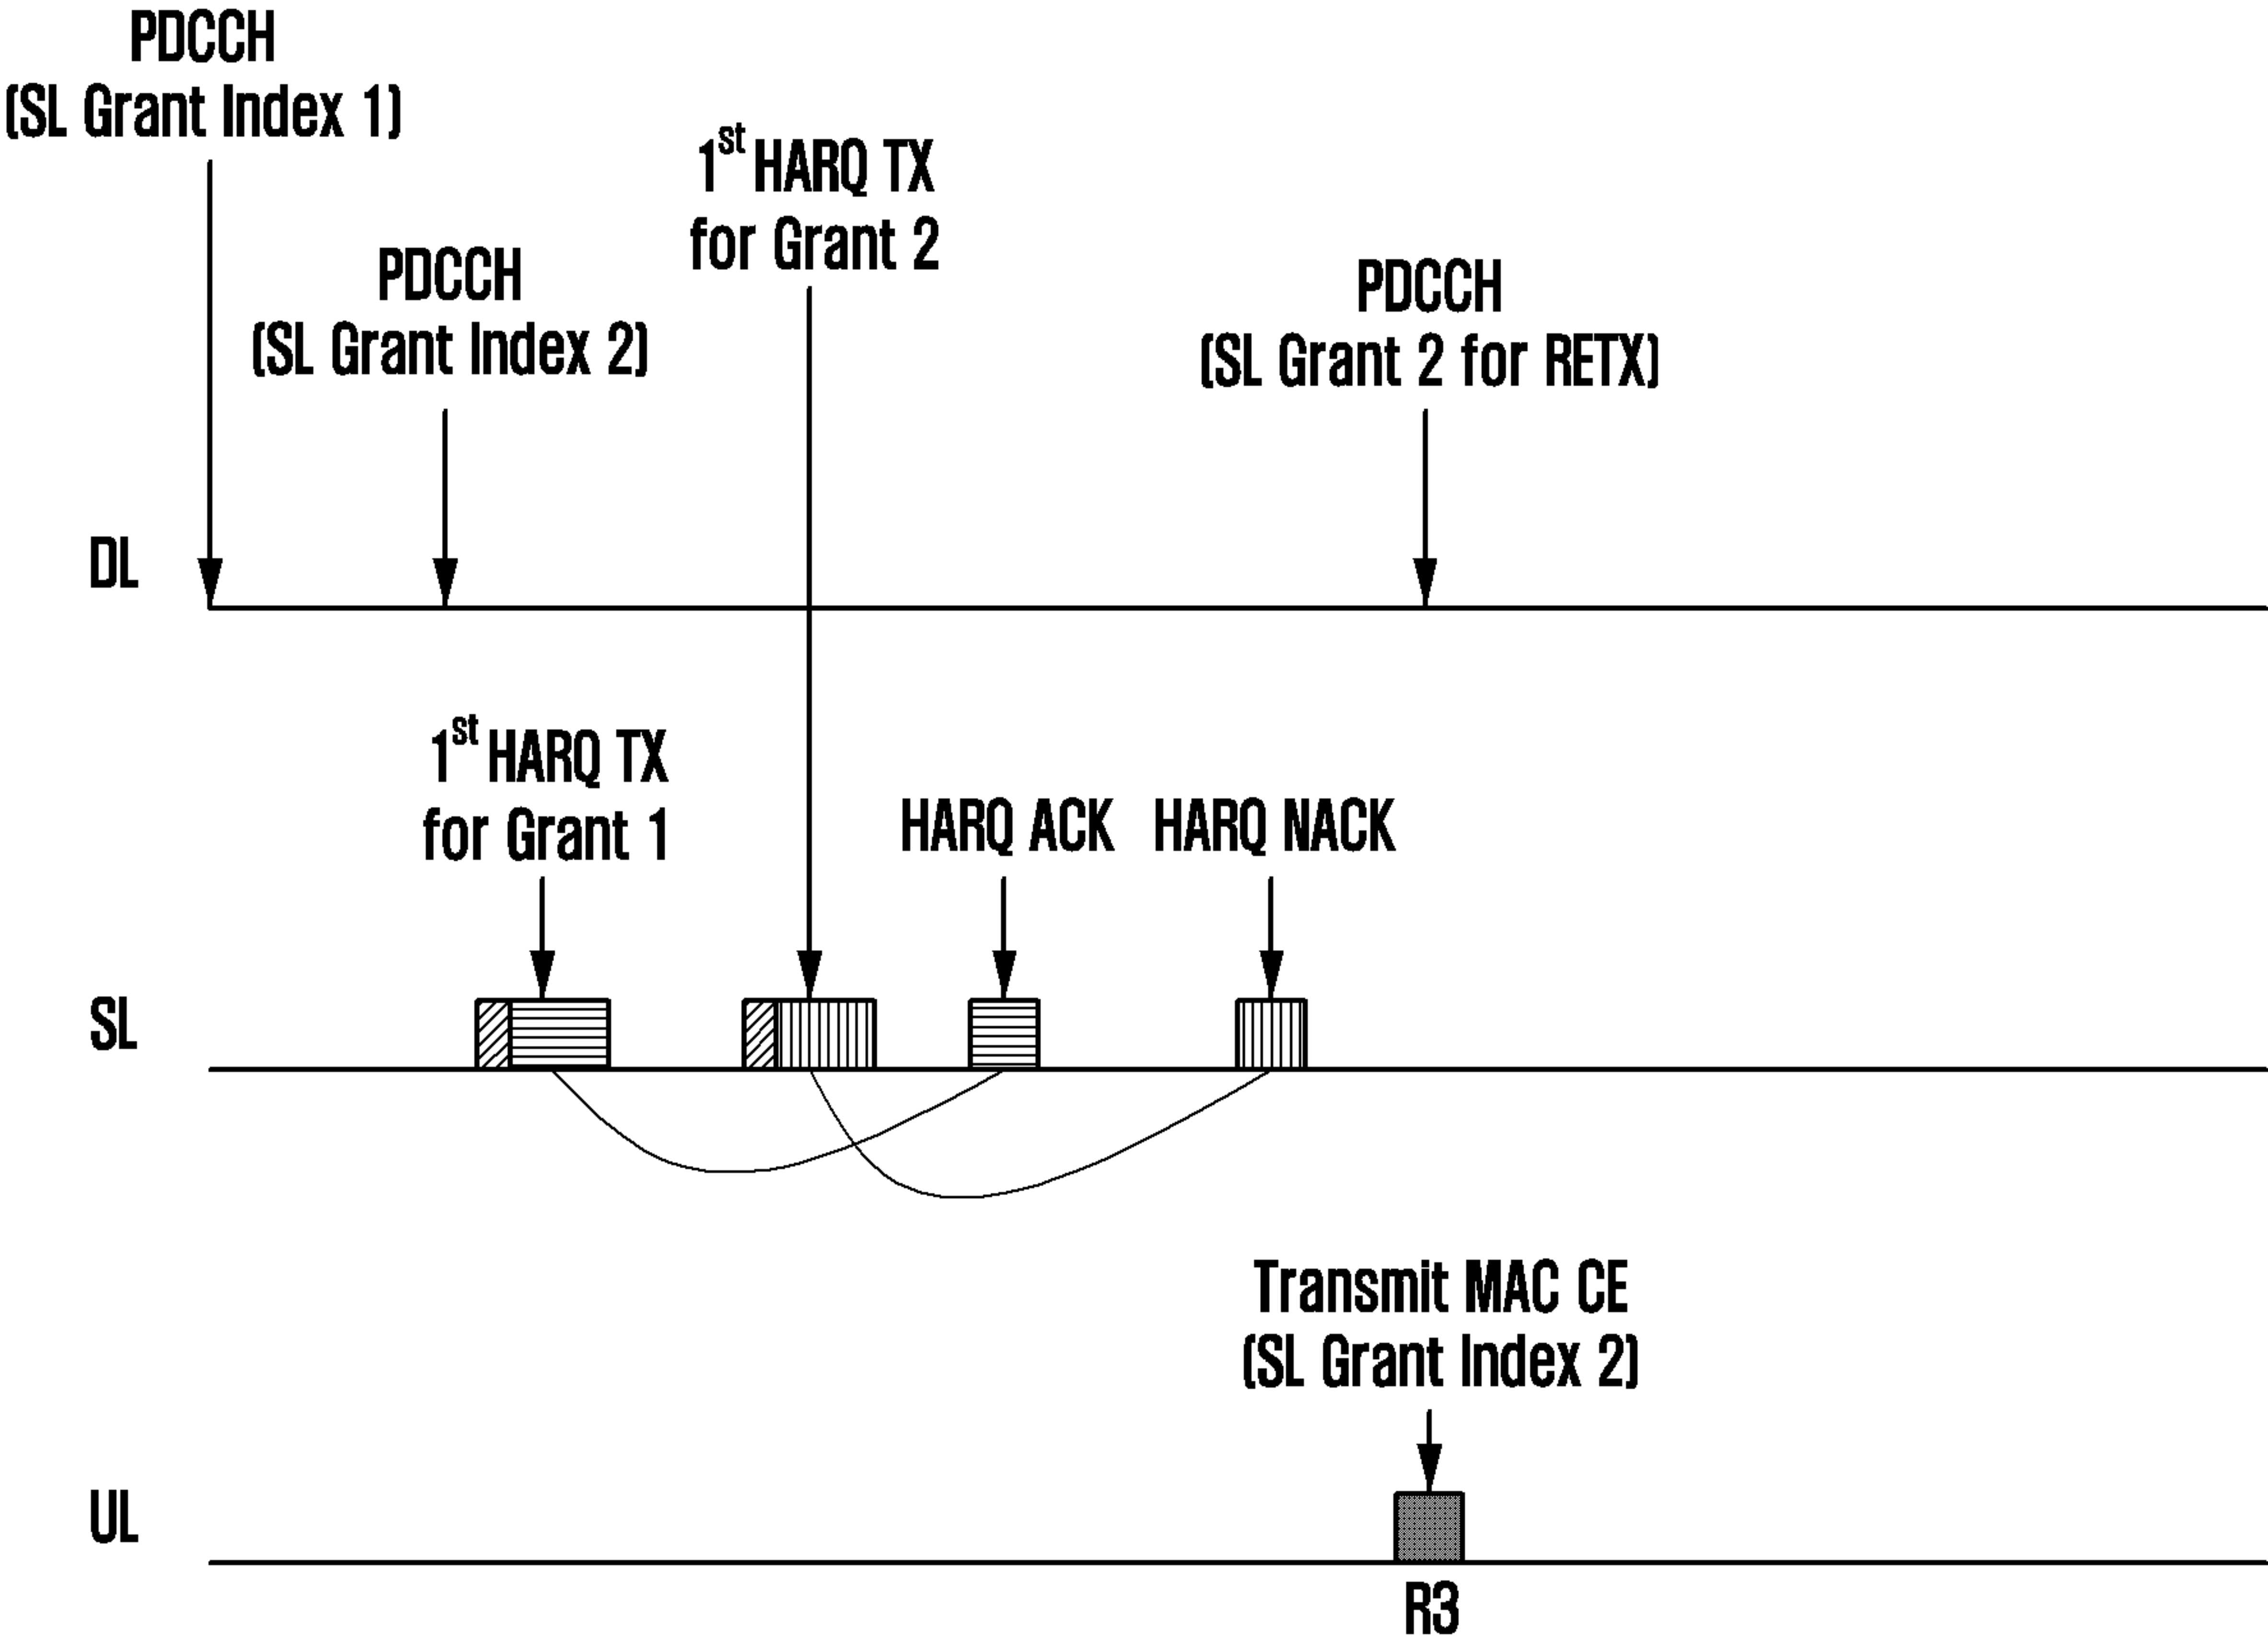 PDCCH
(SL Grant Index 1)
1st HARQ TX
for Grant 2
PDCCH
(SL Grant Index 2)
PDCCH
(SL Grant 2 for RETX)
DL
1st HARQ TX
for Grant 1
HARQ ACK
HARQ NACK
SL
Transmit MAC CE
(SL Grant Index 2)
UL
R3